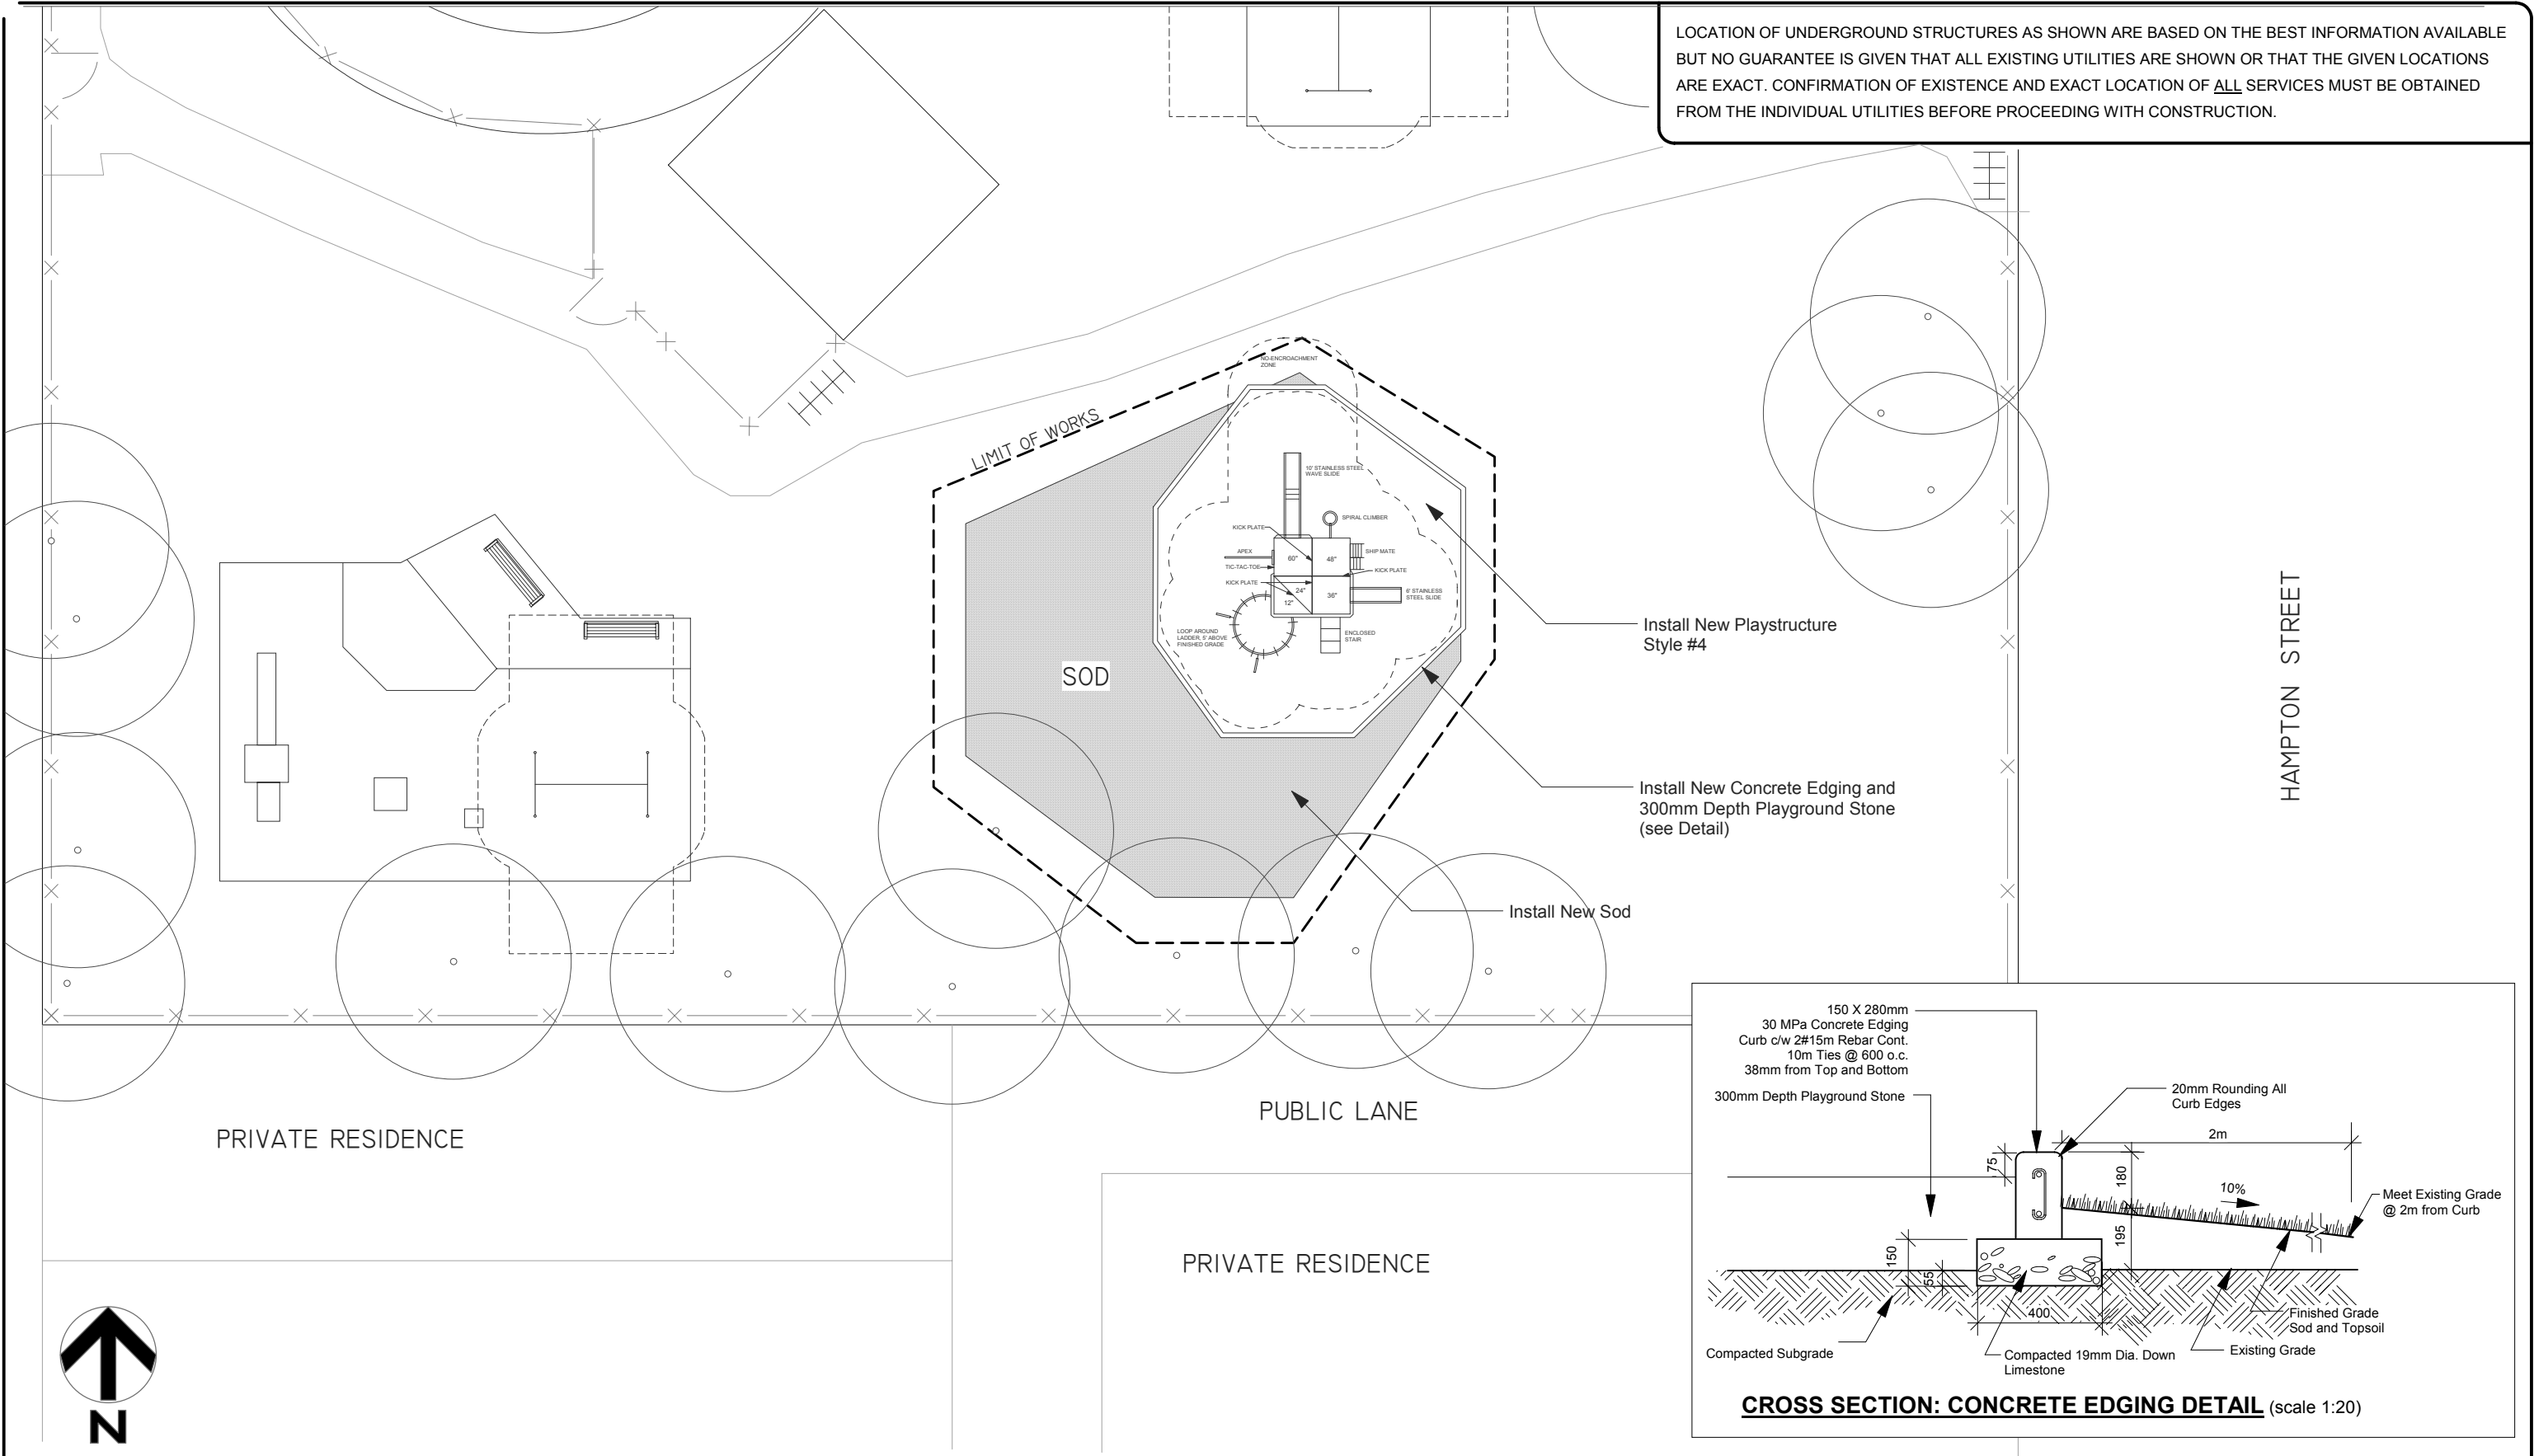 LOCATION OF UNDERGROUND STRUCTURES AS SHOWN ARE BASED ON THE BEST INFORMATION AVAILABLE
BUT NO GUARANTEE IS GIVEN THAT ALL EXISTING UTILITIES ARE SHOWN OR THAT THE GIVEN LOCATIONS
ARE EXACT. CONFIRMATION OF EXISTENCE AND EXACT LOCATION OF ALL SERVICES MUST BE OBTAINED
FROM THE INDIVIDUAL UTILITIES BEFORE PROCEEDING WITH CONSTRUCTION.
NO-ENCROACHMENT
ZONE
LIMIT OF WORKS
10' STAINLESS STEEL
WAVE SLIDE
SPIRAL CLIMBER
KICK PLATE
APEX
TIC-TAC-TOE
KICK PLATE
60"
48"
SHIP MATE
KICK PLATE
24"
12"
36"
6' STAINLESS
STEEL SLIDE
LOOP AROUND
LADDER, 5' ABOVE
FINISHED GRADE
ENCLOSED
STAIR
SOD
Install New Playstructure
Style #4
Install New Concrete Edging and
300mm Depth Playground Stone
(see Detail)
Install New Sod
HAMPTON STREET
PRIVATE RESIDENCE
PUBLIC LANE
PRIVATE RESIDENCE
N
150 X 280mm
30 MPa Concrete Edging
Curb c/w 2#15m Rebar Cont.
10m Ties @ 600 o.c.
38mm from Top and Bottom
300mm Depth Playground Stone
20mm Rounding All
Curb Edges
2m
75
180
10%
Meet Existing Grade
@ 2m from Curb
195
150
55
400
Finished Grade
Sod and Topsoil
Existing Grade
Compacted Subgrade
Compacted 19mm Dia. Down
Limestone
CROSS SECTION: CONCRETE EDGING DETAIL (scale 1:20)